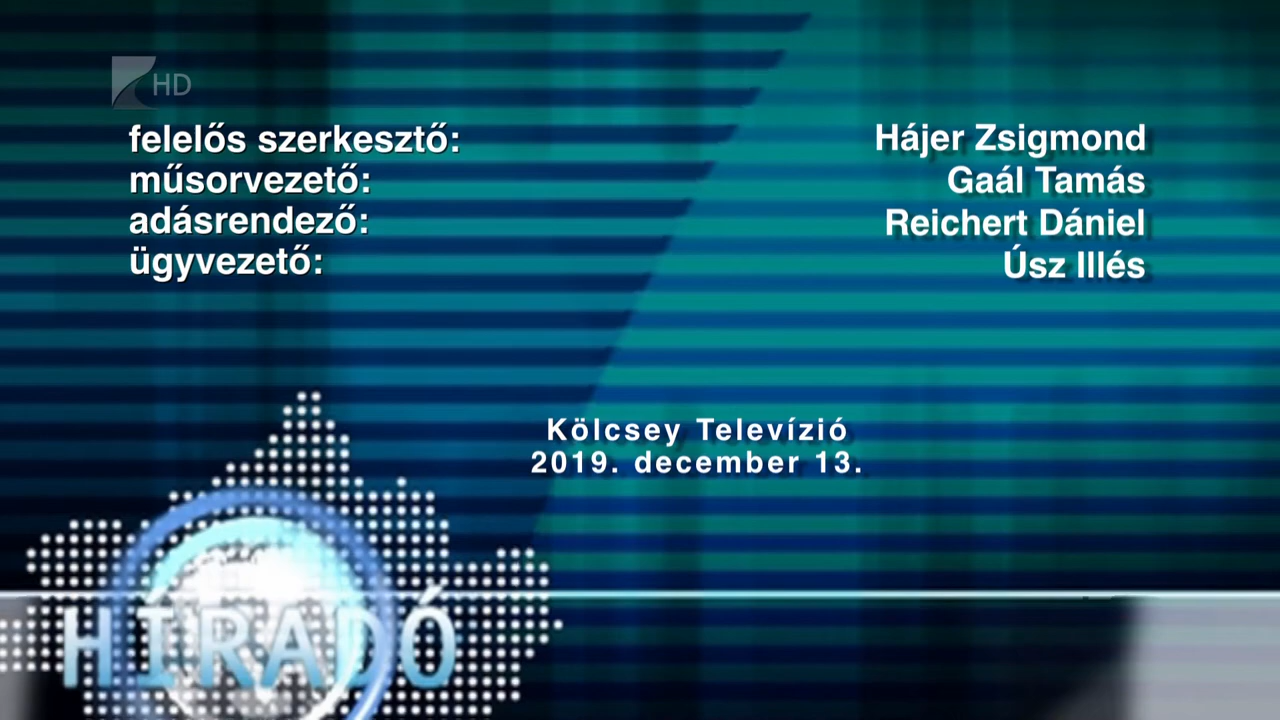 HD
felelős szerkesztő: Hájer Zsigmond
műsorvezető: Gaál Tamás
adásrendező: Reichert Dániel
ügyvezető: Úsz Illés
Kölcsey Televízió
2019. december 13.
HÍRADÓ